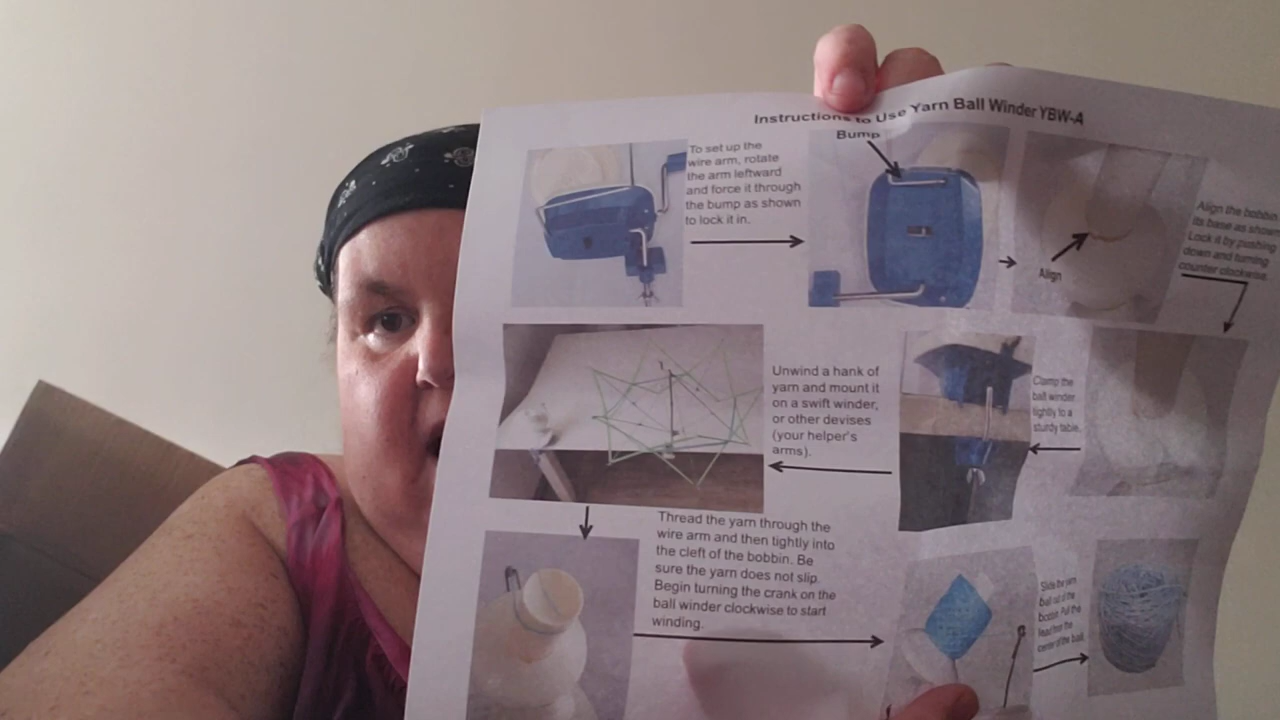 Instructions to Use Yarn Ball Winder YBW-A
To set up the
wire arm, rotate
the arm leftward
and force it through
the bump as shown
to lock it in.
Bump
Align
Align the bobbin
its base as shown
Lock it by pushing
down and turning
counter clockwise.
Clamp the
ball winder
tightly to a
sturdy table.
Unwind a hank of
yarn and mount it
on a swift winder,
or other devises
(your helper's
arms).
Thread the yarn through the
wire arm and then tightly into
the cleft of the bobbin. Be
sure the yarn does not slip.
Begin turning the crank on the
ball winder clockwise to start
winding.
Slide the yarn
ball out of the
bobbin. Pull the
lead from the
center of the ball.